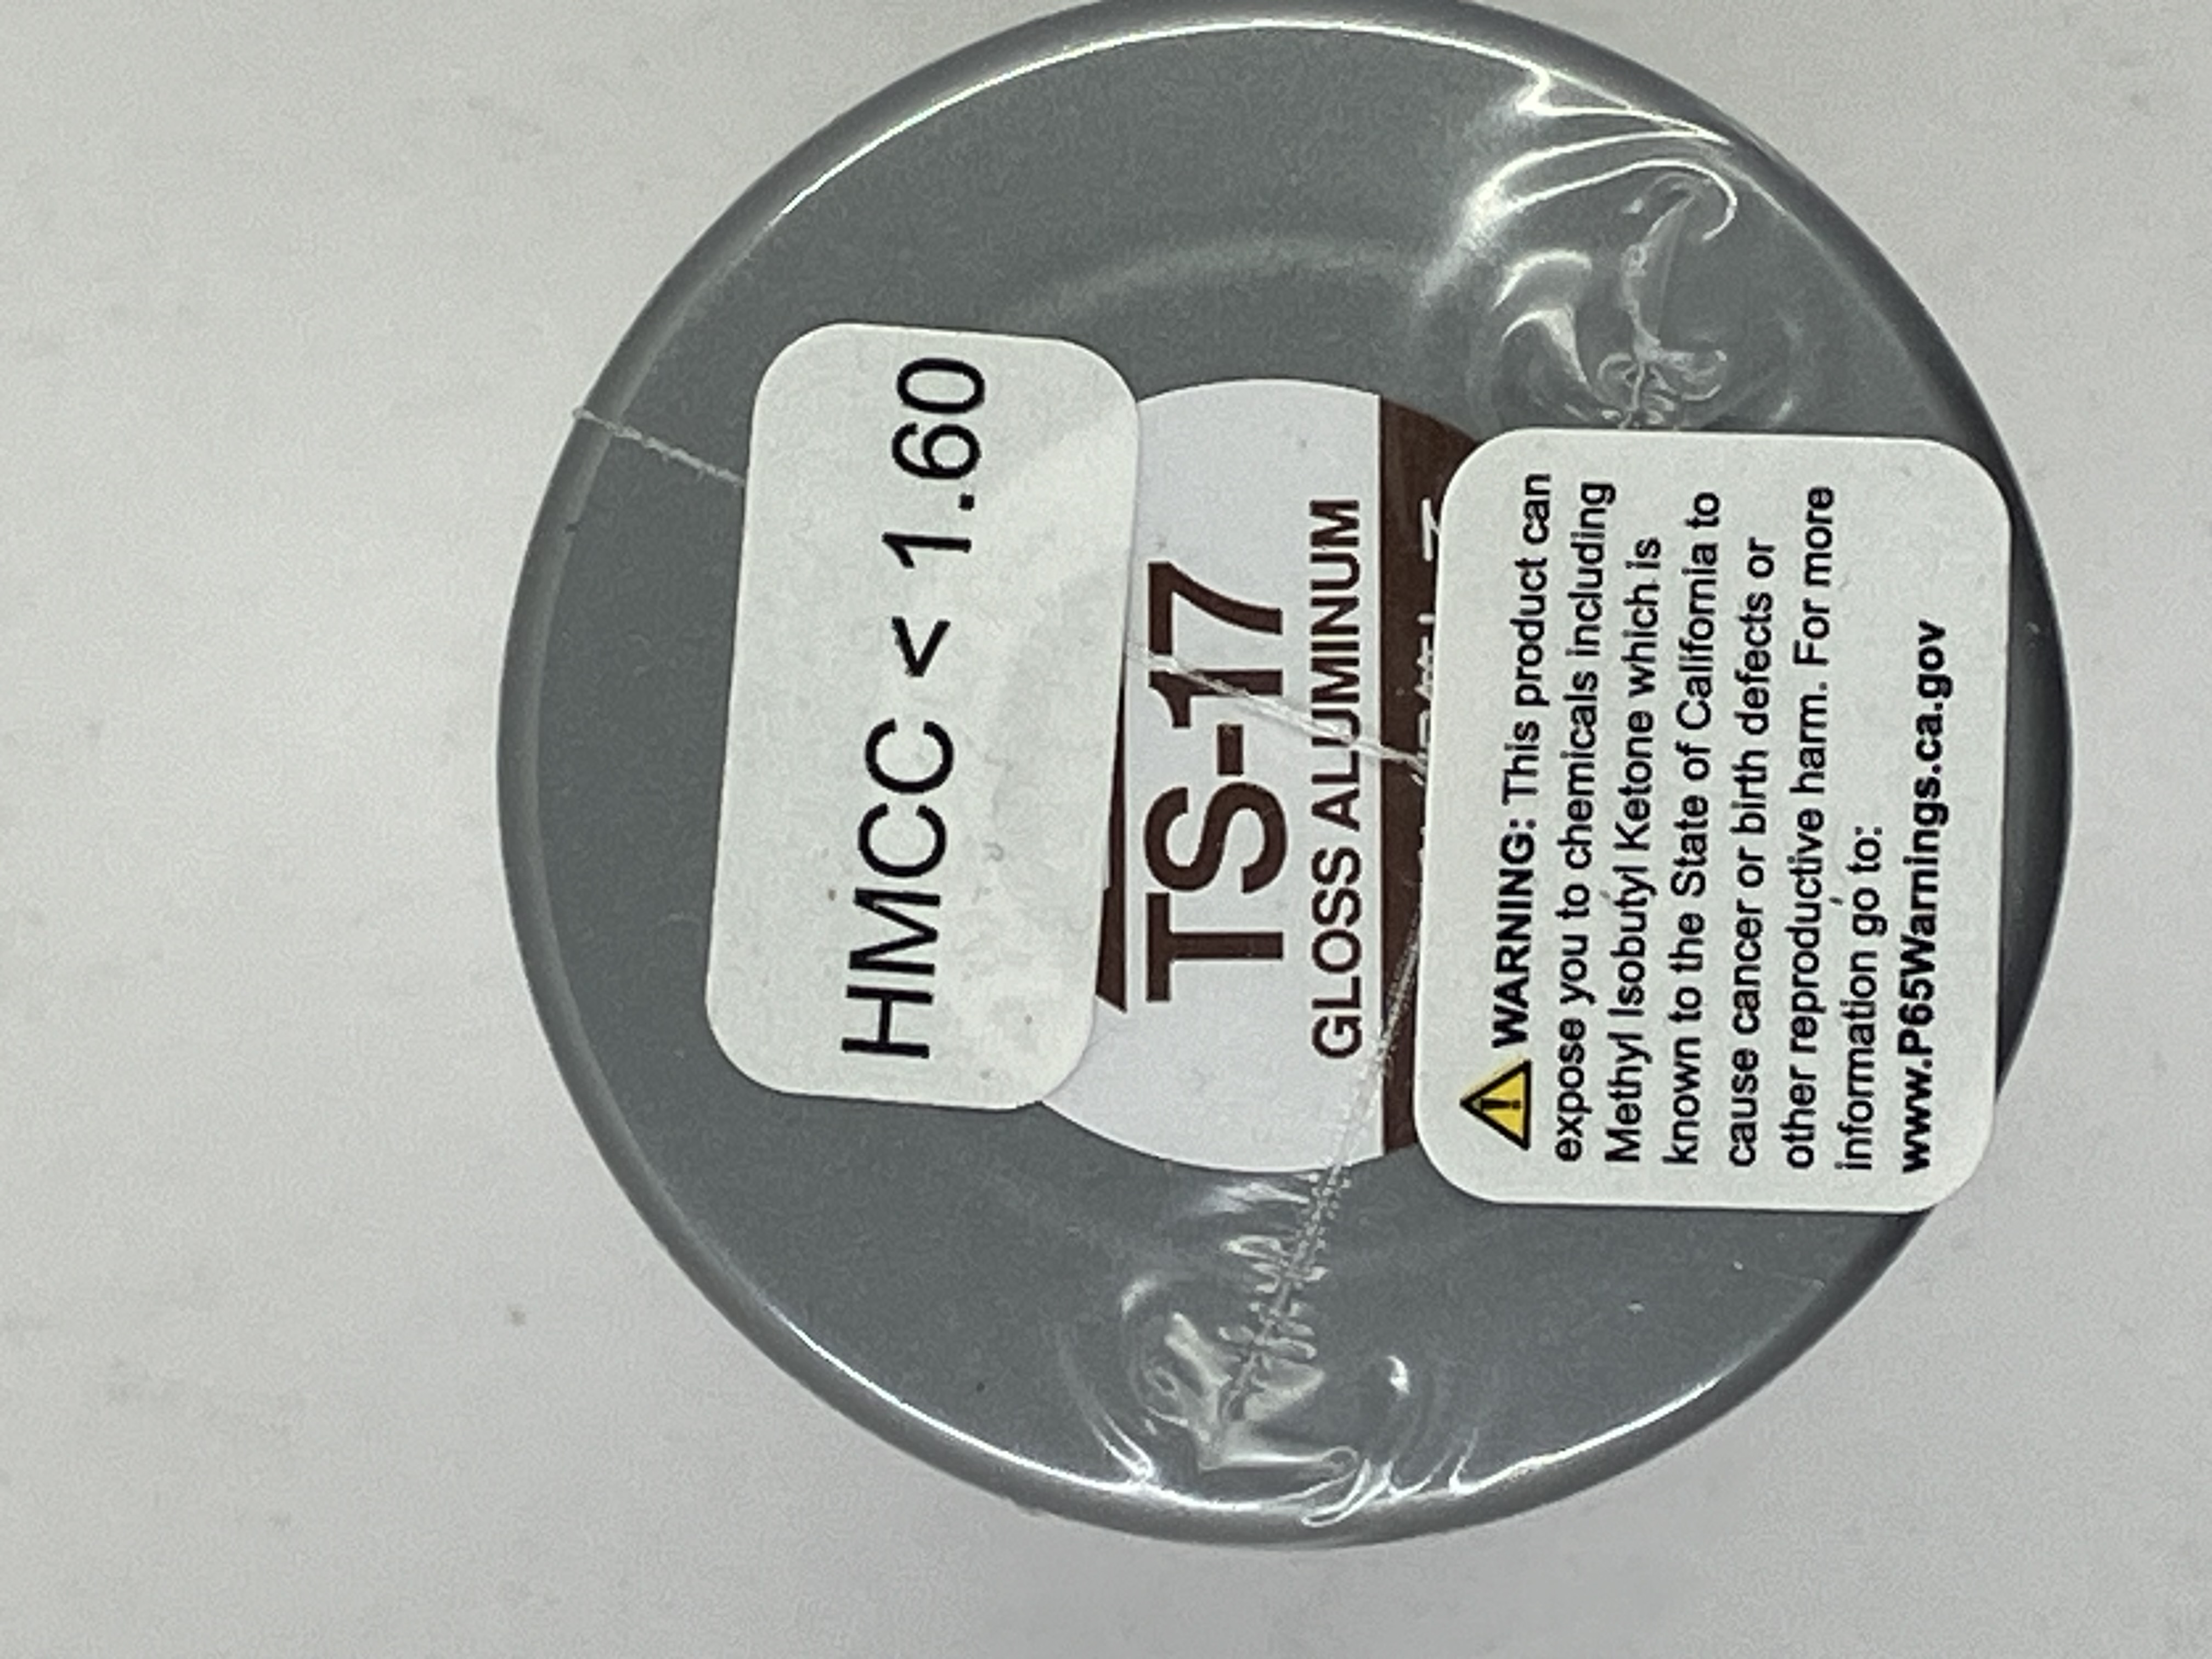 HMCC < 1.60
TS-17
GLOSS ALUMINUM
WARNING: This product can
expose you to chemicals including
Methyl Isobutyl Ketone which is
known to the State of California to
cause cancer or birth defects or
other reproductive harm. For more
information go to:
www.P65Warnings.ca.gov